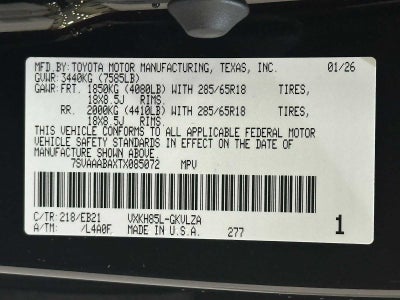 MFD.BY:TOYOTA MOTOR MANUFACTURING, TEXAS, INC. 01/26
GVWR:3440KG (7585LB)
GAWR:FRT. 1850KG (4080LB) WITH 285/65R18 TIRES,
18X8.5J RIMS.
RR. 2000KG (4410LB) WITH 285/65R18 TIRES,
18X8.5J RIMS.
THIS VEHICLE CONFORMS TO ALL APPLICABLE FEDERAL MOTOR
VEHICLE SAFETY STANDARDS IN EFFECT ON THE DATE OF
MANUFACTURE SHOWN ABOVE.
7SVAAABAXTX085072 MPV
C/TR:218/EB21 VXKH85L-GKVLZA
A/TM: /L4A0F MADE IN U.S.A. 277 1